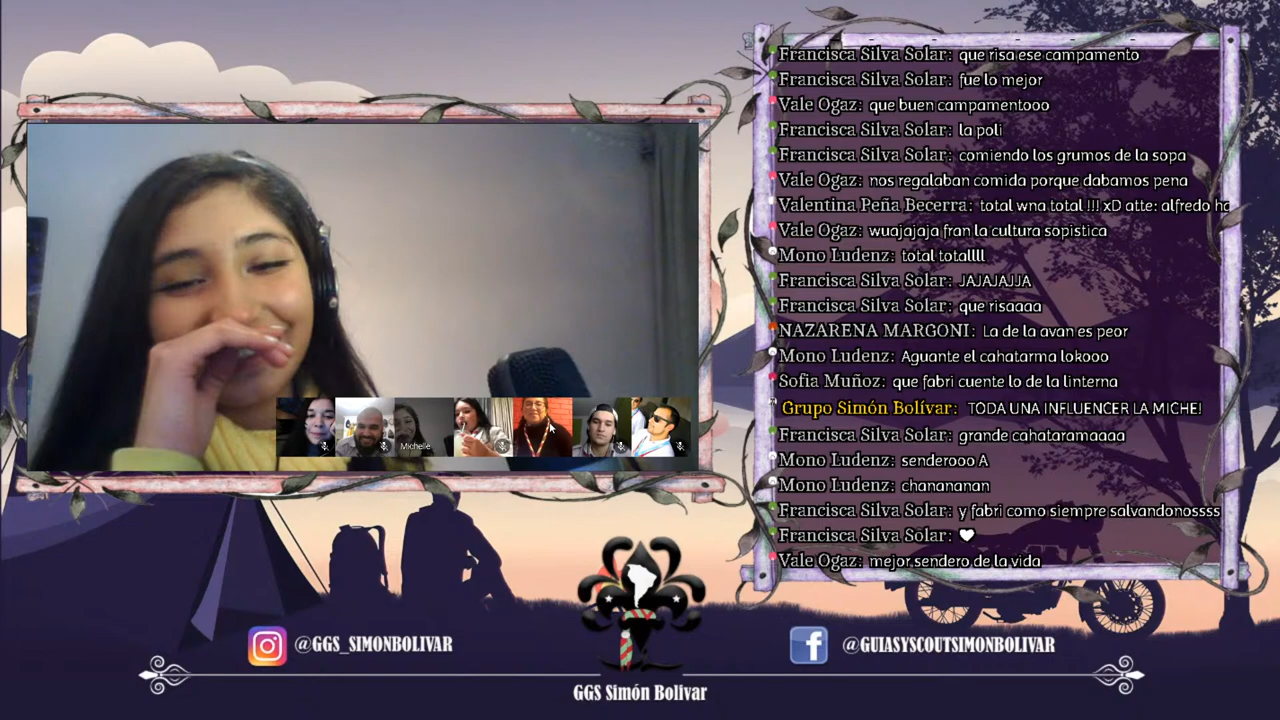 Francisca Silva Solar: que risa ese campamento
Francisca Silva Solar: fue lo mejor
Vale Ogaz: que buen campamentooo
Francisca Silva Solar: la poli
Francisca Silva Solar: comiendo los grumos de la sopa
Vale Ogaz: nos regalaban comida porque dabamos pena
Valentina Peña Becerra: total wna total !!! xD atte: alfredo ha
Vale Ogaz: wuajajaja fran la cultura sopistica
Mono Ludenz: total totallll
Francisca Silva Solar: JAJAJAJJA
Francisca Silva Solar: que risaaaa
NAZARENA MARGONI: La de la avan es peor
Mono Ludenz: Aguante el cahatarma lokooo
Sofia Muñoz: que fabri cuente lo de la linterna
Grupo Simón Bolívar: TODA UNA INFLUENCER LA MICHE!
Francisca Silva Solar: grande cahataramaaaa
Mono Ludenz: senderooo A
Mono Ludenz: chanananan
Francisca Silva Solar: y fabri como siempre salvandonossss
Francisca Silva Solar: 🤍
Vale Ogaz: mejor sendero de la vida
Michelle
@GGS_SIMONBOLIVAR
@GUIASYSCOUTSIMONBOLIVAR
GGS Simón Bolivar